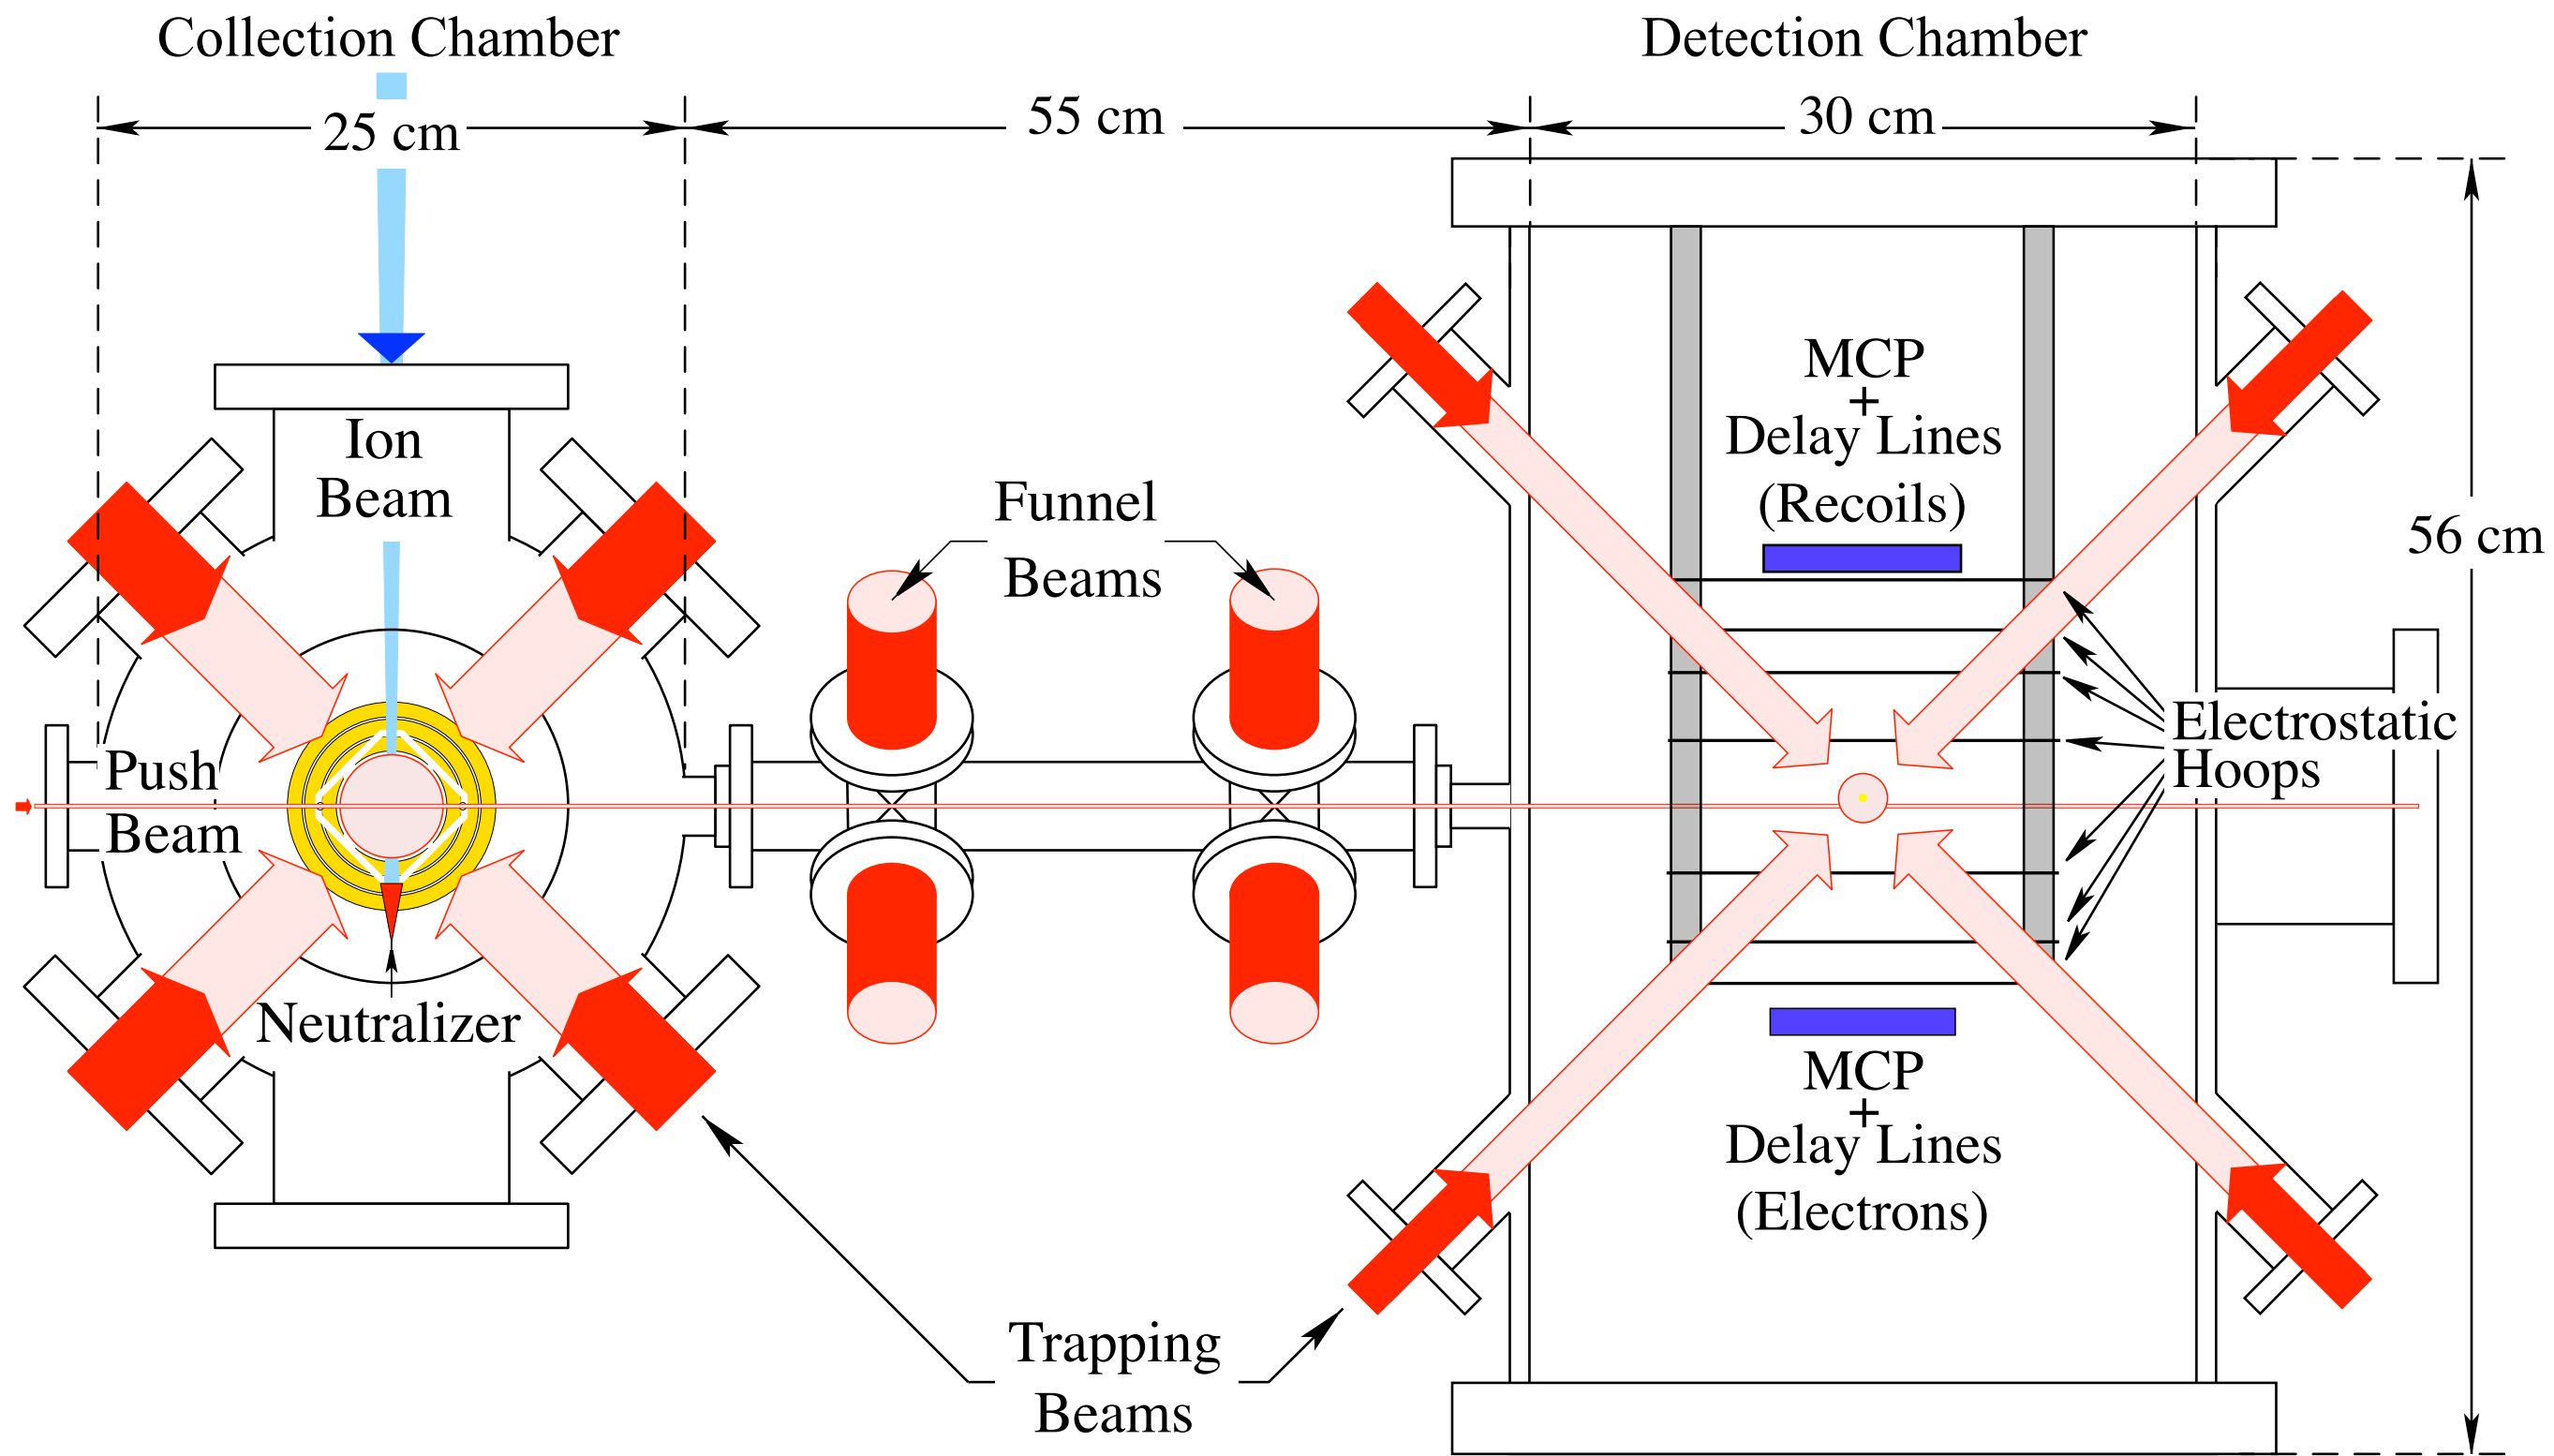 Collection Chamber
Detection Chamber
25 cm
55 cm
30 cm
56 cm
Ion
Beam
Push
Beam
Neutralizer
Funnel
Beams
Trapping
Beams
MCP
+
Delay Lines
(Recoils)
Electrostatic
Hoops
MCP
+
Delay Lines
(Electrons)